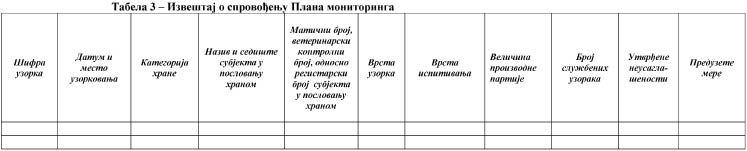 Табела 3 – Извештај о спровођењу Плана мониторинга
Шифра
узорка
Датум и
место
узорковања
Категорија
хране
Назив и седиште
субјекта у
пословању
храном
Матични број,
ветеринарски
контролни
број, односно
регистарски
број субјекта
у пословању
храном
Врста
узорка
Врста
испитивања
Величина
производне
партије
Број
службених
узорака
Утврђене
неусагла-
шености
Предузете
мере